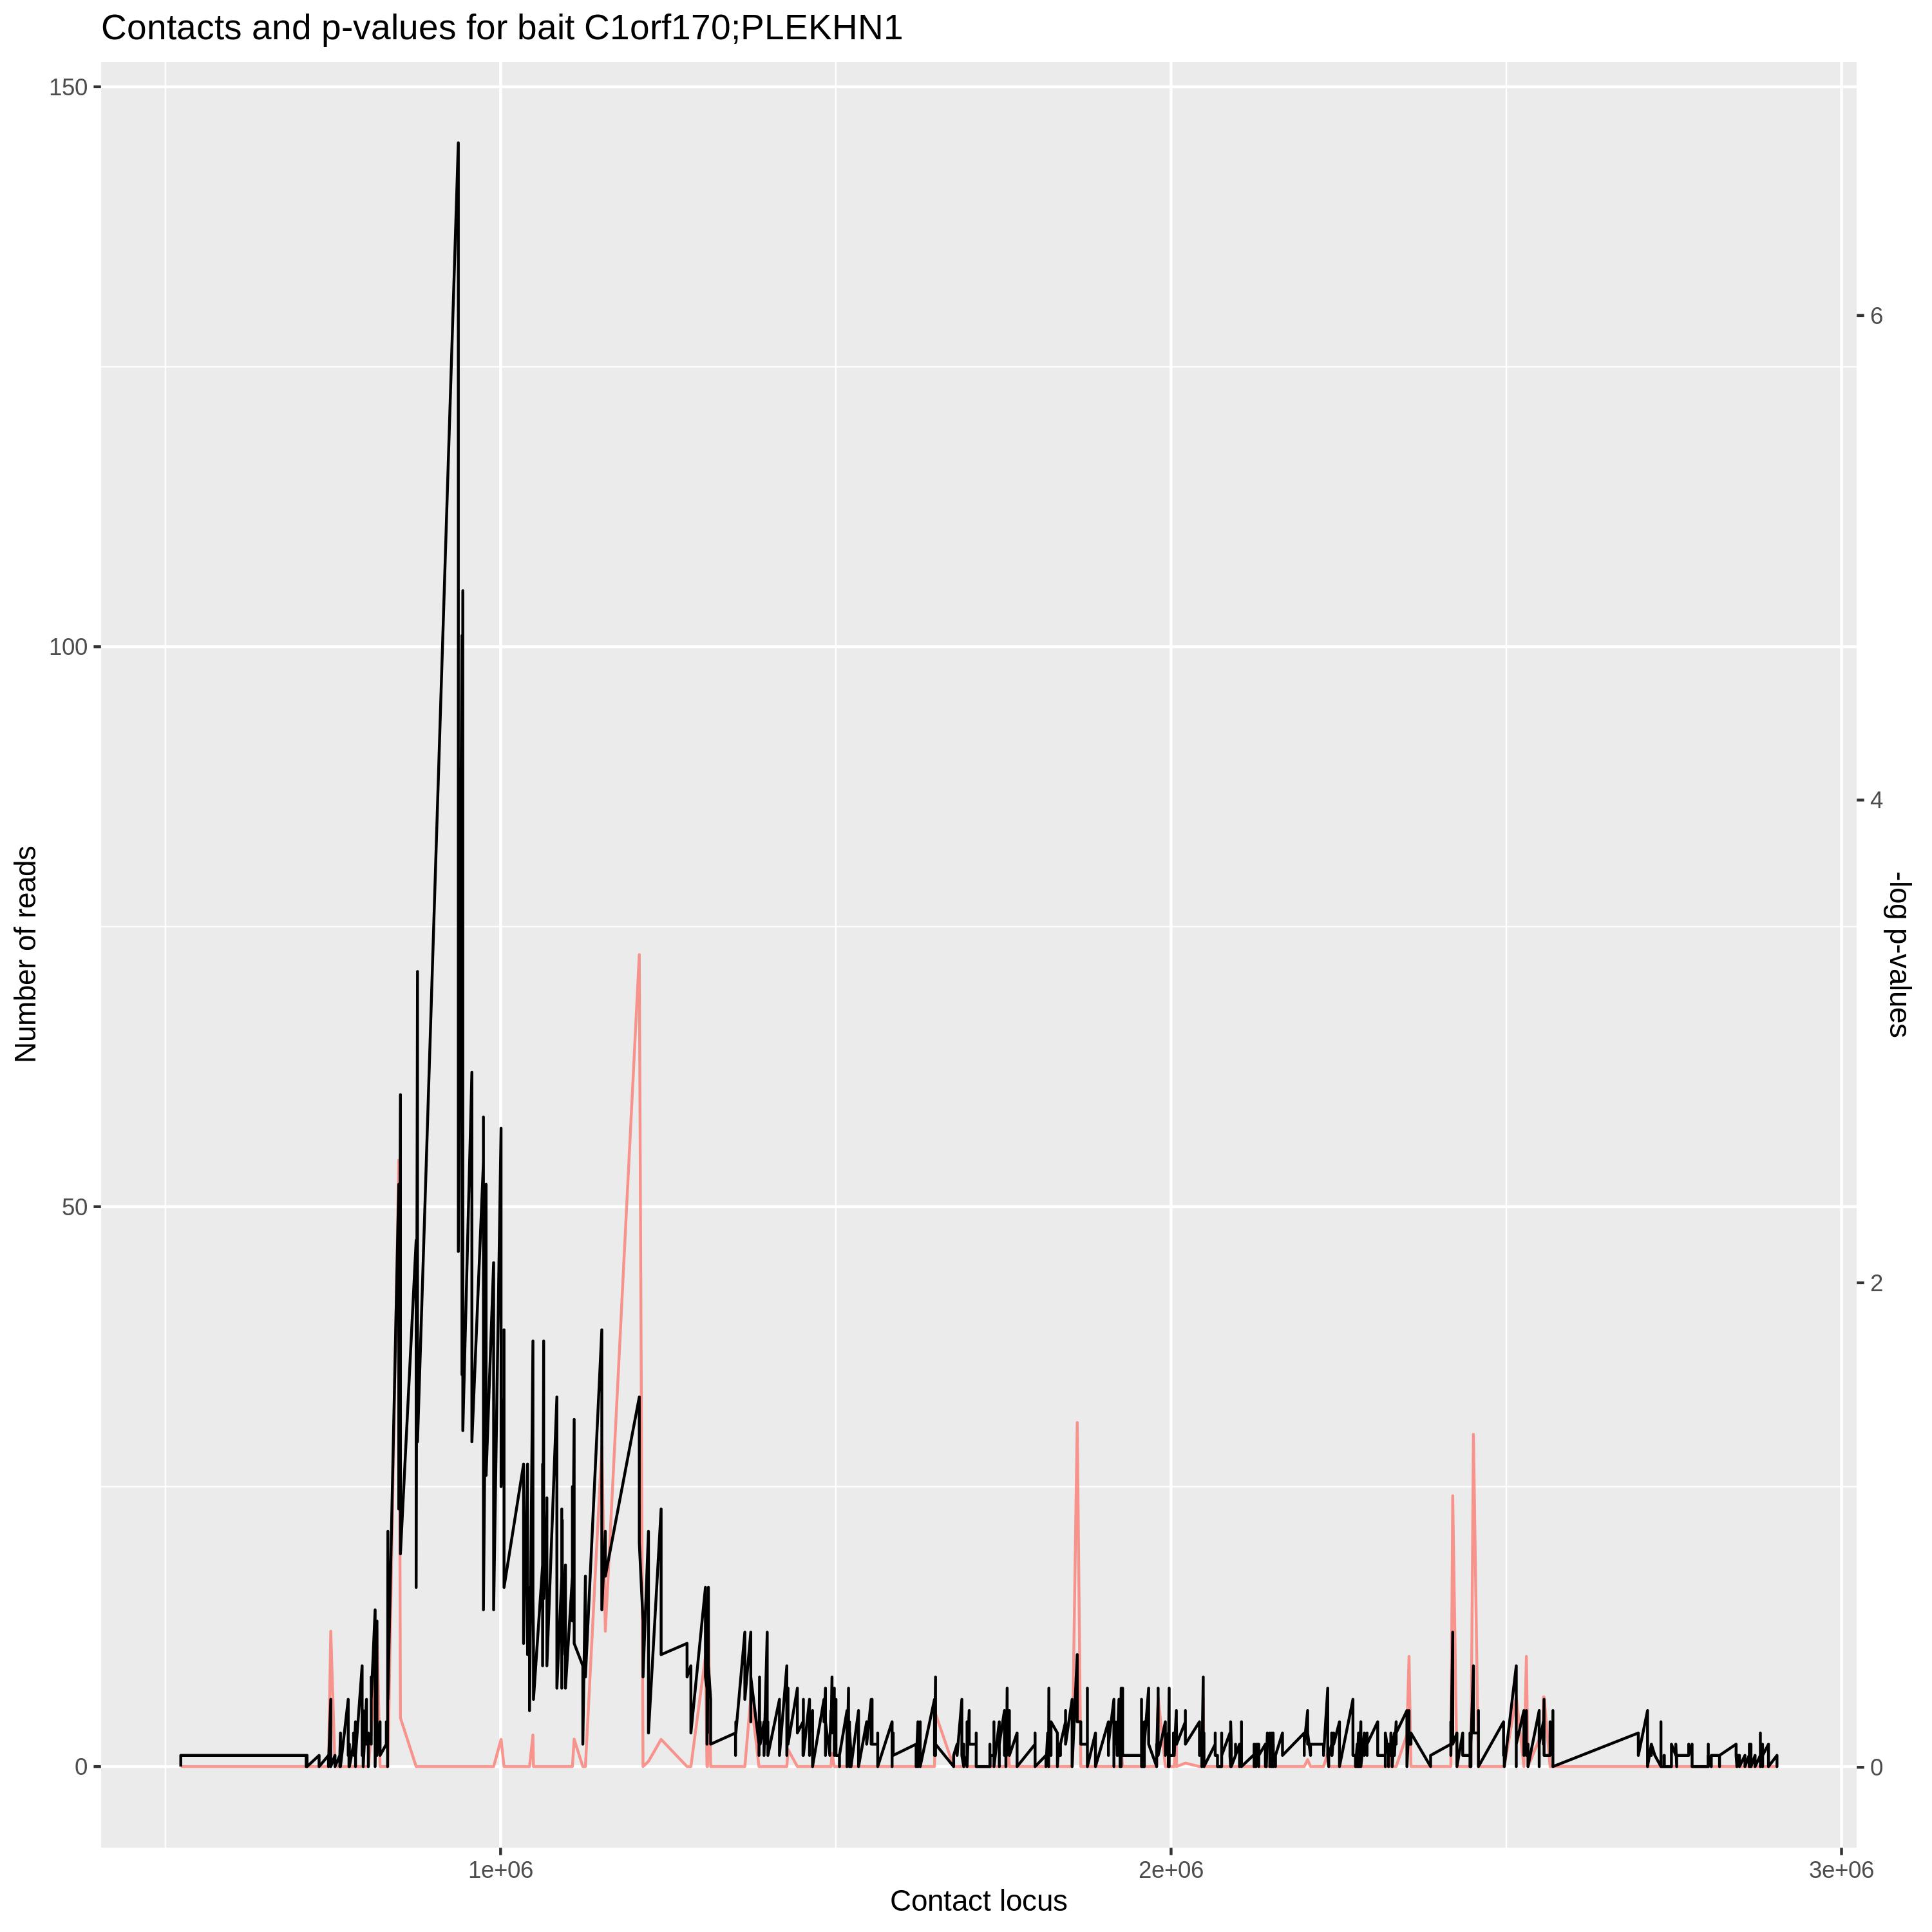 Contacts and p-values for bait C1orf170;PLEKHN1
150
100
50
0
Number of reads
6
4
2
0
-log p-values
1e+06
2e+06
3e+06
Contact locus